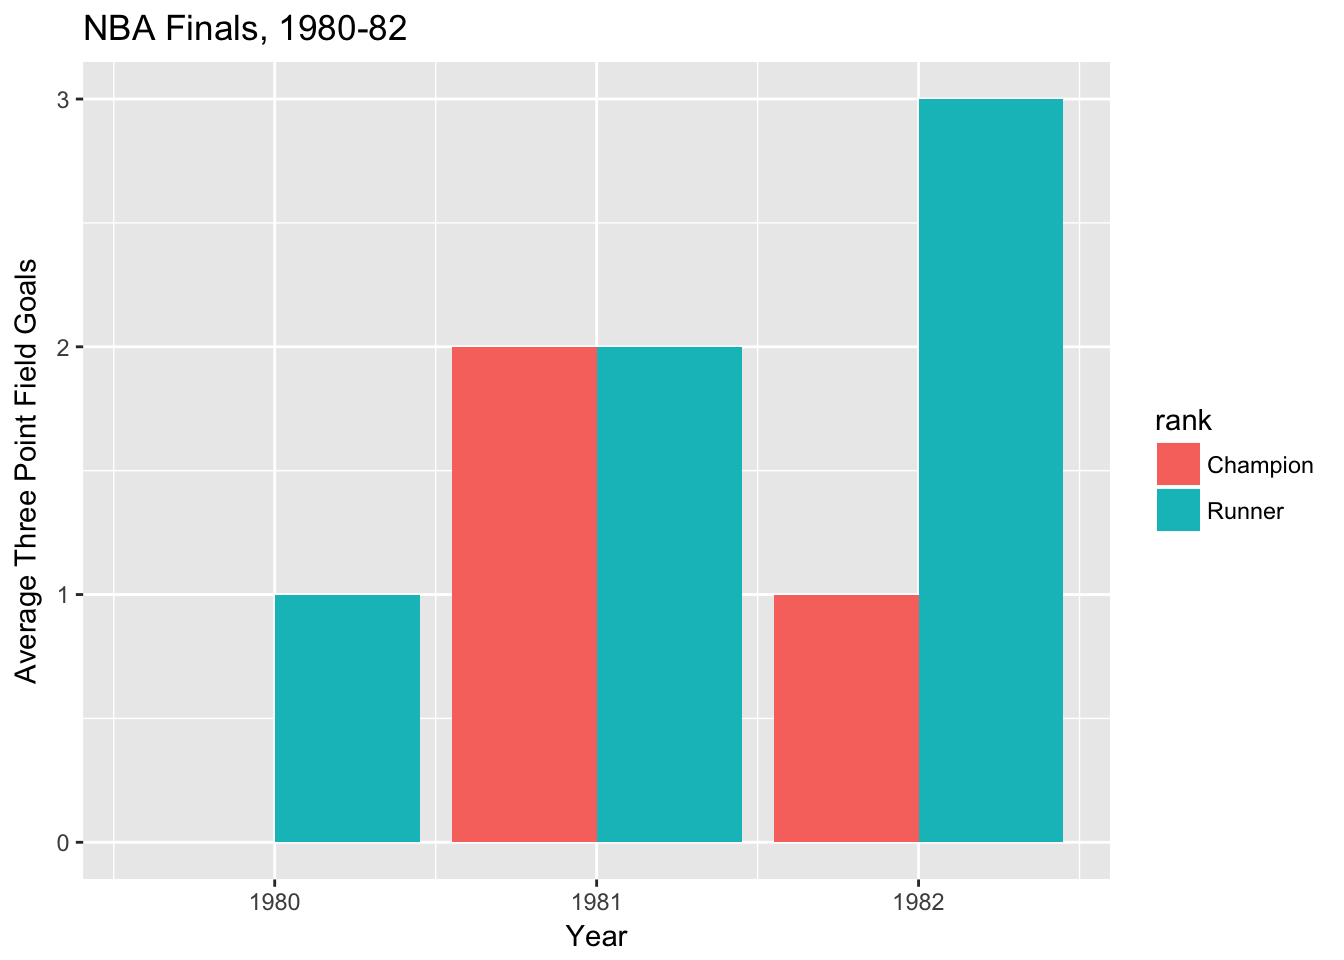 NBA Finals, 1980-82
Average Three Point Field Goals
3
2
1
0
1980
1981
1982
Year
rank
Champion
Runner